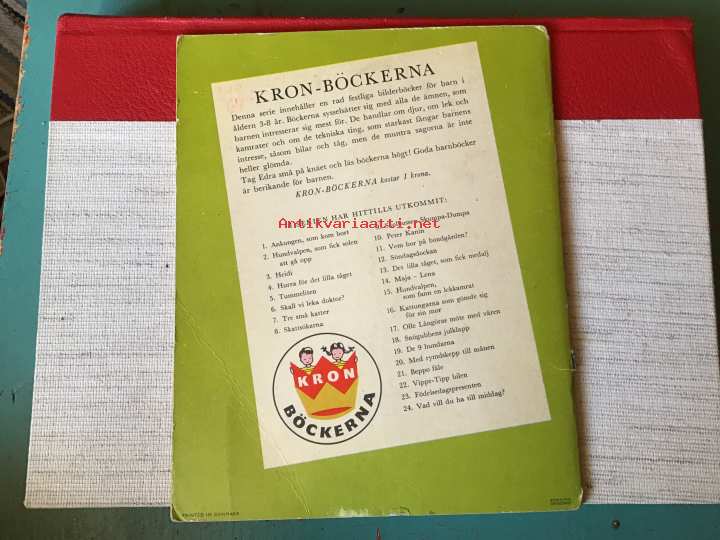 KRON-BÖCKERNA
Denna serie innehåller en rad festliga bilderböcker för barn i
åldern 3-8 år. Böckerna sysselsätter sig med alla de ämnen, som
barnen intresserar sig mest för. De handlar om djur, om lek och
kamrater och om de tekniska ting, som starkast fångar barnens
intresse, såsom bilar och tåg, men de muntra sagorna är inte
heller glömda.
Tag Edra små på knäet och läs böckerna högt! Goda barnböcker
är berikande för barnen.
KRON-BÖCKERNA kostar 1 krona.
HAR HITTILLS UTKOMMIT:
Antikvariaatti.net
1. Ankungen, som kom bort
2. Hundvalpen, som fick solen
att gå opp
3. Heidi
4. Hurra för det lilla tåget
5. Tummeliten
6. Skall vi leka doktor?
7. Tre små katter
8. Skattsökarna
Skumpa-Dumpa
10. Peter Kanin
11. Vem bor på bondgården?
12. Söndagsdockan
13. Det lilla tåget, som fick medalj
14. Maja - Lena
15. Hundvalpen,
som fann en lekkamrat
16. Kattungarna som gömde sig
för sin mor
17. Olle Långöras möte med våren
18. Snögubbens julklapp
19. De 9 hundarna
20. Med rymdskepp till månen
21. Beppo fåle
22. Vippe-Tipp bilen
23. Födelsedagspresenten
24. Vad vill du ha till middag?
KRON
BÖCKERNA
PRINTED IN DENMARK